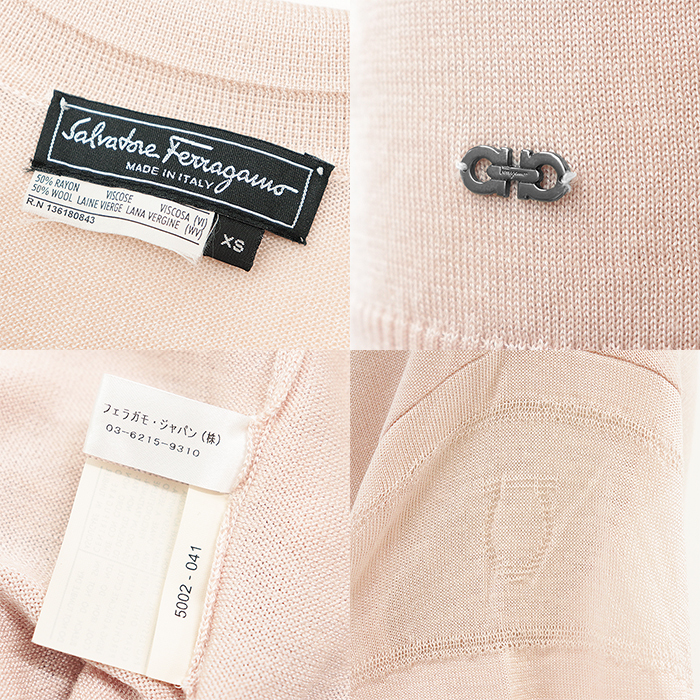 Salvatore Ferragamo
MADE IN ITALY
50% RAYON VISCOSE VISCOSA (VI)
50% WOOL LAINE VIERGE LANA VERGINE (WV)
R.N 136180843
XS
フェラガモ・ジャパン(株)
03-6215-9310
5002 - 041